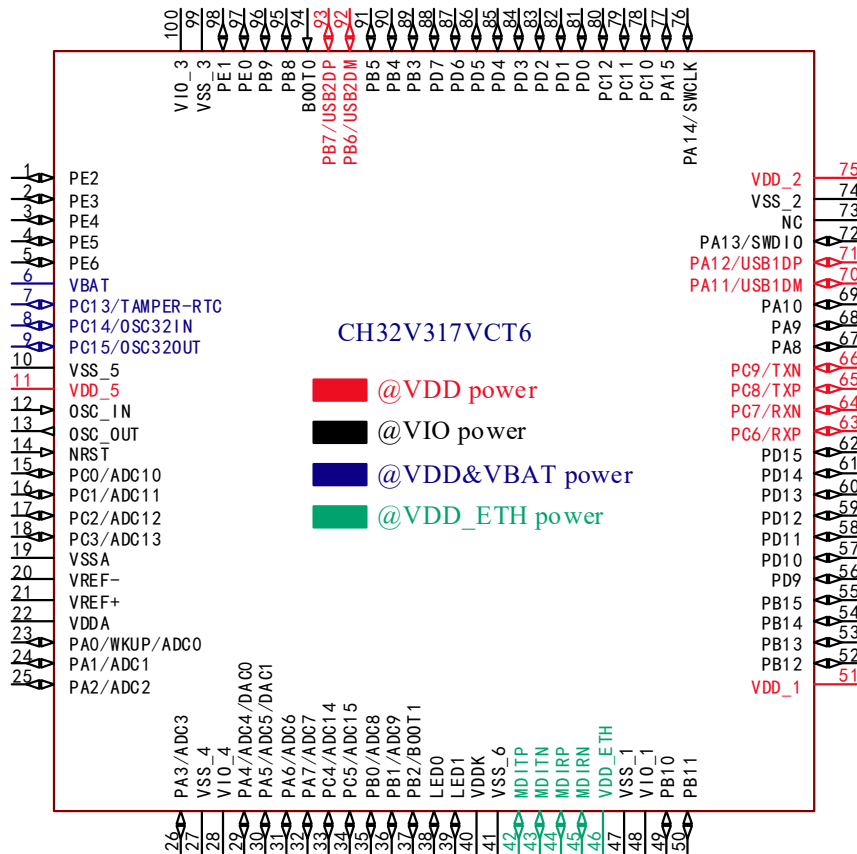 100 99 98 97 96 95 94 93 92 91 90 89 88 87 86 85 84 83 82 81 80 79 78 77 76
VIO_3
VSS_3
PE1
PE0
PB9
PB8
BOOT0
PB7/USB2DP
PB6/USB2DM
PB5
PB4
PB3
PD7
PD6
PD5
PD4
PD3
PD2
PD1
PD0
PC12
PC11
PC10
PA15
PA14/SWCLK
1 PE2
2 PE3
3 PE4
4 PE5
5 PE6
6 VBAT
7 PC13/TAMPER-RTC
8 PC14/OSC32IN
9 PC15/OSC32OUT
10 VSS_5
11 VDD_5
12 OSC_IN
13 OSC_OUT
14 NRST
15 PC0/ADC10
16 PC1/ADC11
17 PC2/ADC12
18 PC3/ADC13
19 VSSA
20 VREF-
21 VREF+
22 VDDA
23 PA0/WKUP/ADC0
24 PA1/ADC1
25 PA2/ADC2
CH32V317VCT6
@VDD power
@VIO power
@VDD&VBAT power
@VDD_ETH power
VDD_2 75
VSS_2 74
NC 73
PA13/SWDIO 72
PA12/USB1DP 71
PA11/USB1DM 70
PA10 69
PA9 68
PA8 67
PC9/TXN 66
PC8/TXP 65
PC7/RXN 64
PC6/RXP 63
PD15 62
PD14 61
PD13 60
PD12 59
PD11 58
PD10 57
PD9 56
PB15 55
PB14 54
PB13 53
PB12 52
VDD_1 51
PA3/ADC3
VSS_4
VIO_4
PA4/ADC4/DAC0
PA5/ADC5/DAC1
PA6/ADC6
PA7/ADC7
PC4/ADC14
PC5/ADC15
PB0/ADC8
PB1/ADC9
PB2/BOOT1
LED0
LED1
VDDK
VSS_6
MDITP
MDITN
MDIRP
MDIRN
VDD_ETH
VSS_1
VIO_1
PB10
PB11
26 27 28 29 30 31 32 33 34 35 36 37 38 39 40 41 42 43 44 45 46 47 48 49 50